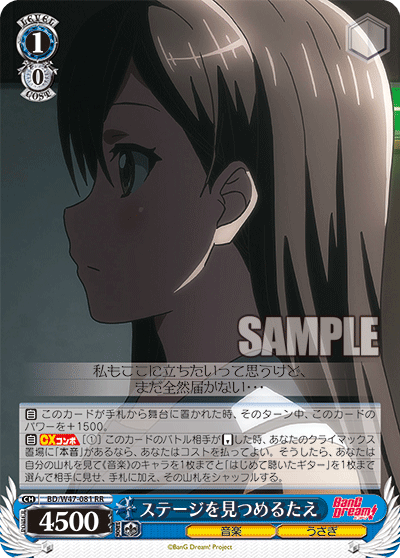 LEVEL
1
0
COST
SAMPLE
私もここに立ちたいって思うけど、
まだ全然届かない・・・
自 このカードが手札から舞台に置かれた時、そのターン中、このカードの
パワーを+1500。
自 CXコンボ [①] このカードのバトル相手が した時、あなたのクライマックス
置場に「本音」があるなら、あなたはコストを払ってよい。そうしたら、あなたは
自分の山札を見て《音楽》のキャラを1枚までと「はじめて聴いたギター」を1枚まで
選んで相手に見せ、手札に加え、その山札をシャッフルする。
CH BD/W47-081 RR
POWER
4500
ステージを見つめるたえ
BanG Dream!
音楽 うさぎ
©BanG Dream! Project